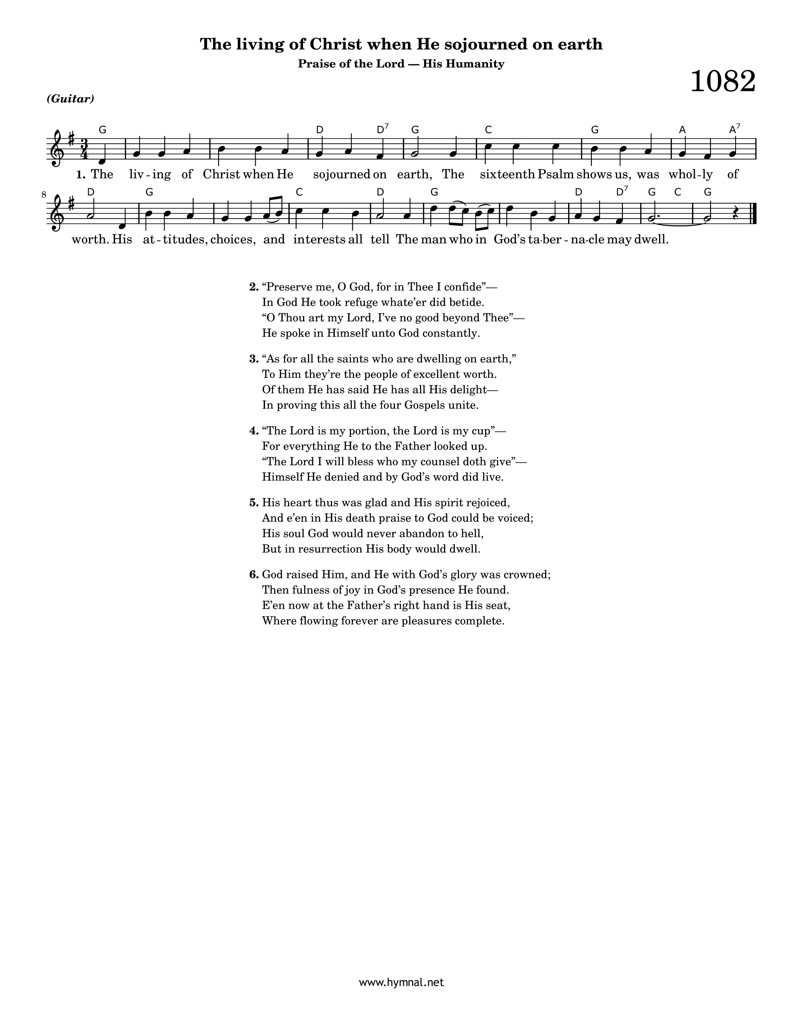 The living of Christ when He sojourned on earth
Praise of the Lord — His Humanity
1082
(Guitar)
G D D7 G C G A A7
3
4
1. The liv - ing of Christ when He sojourned on earth, The sixteenth Psalm shows us, was whol - ly of
8
D G C D G D D7 G C G
worth. His at - titudes, choices, and interests all tell The man who in God’s ta - ber - na - cle may dwell.
2. “Preserve me, O God, for in Thee I confide”—
In God He took refuge whate’er did betide.
“O Thou art my Lord, I’ve no good beyond Thee”—
He spoke in Himself unto God constantly.
3. “As for all the saints who are dwelling on earth,”
To Him they’re the people of excellent worth.
Of them He has said He has all His delight—
In proving this all the four Gospels unite.
4. “The Lord is my portion, the Lord is my cup”—
For everything He to the Father looked up.
“The Lord I will bless who my counsel doth give”—
Himself He denied and by God’s word did live.
5. His heart thus was glad and His spirit rejoiced,
And e’en in His death praise to God could be voiced;
His soul God would never abandon to hell,
But in resurrection His body would dwell.
6. God raised Him, and He with God’s glory was crowned;
Then fulness of joy in God’s presence He found.
E’en now at the Father’s right hand is His seat,
Where flowing forever are pleasures complete.
www.hymnal.net